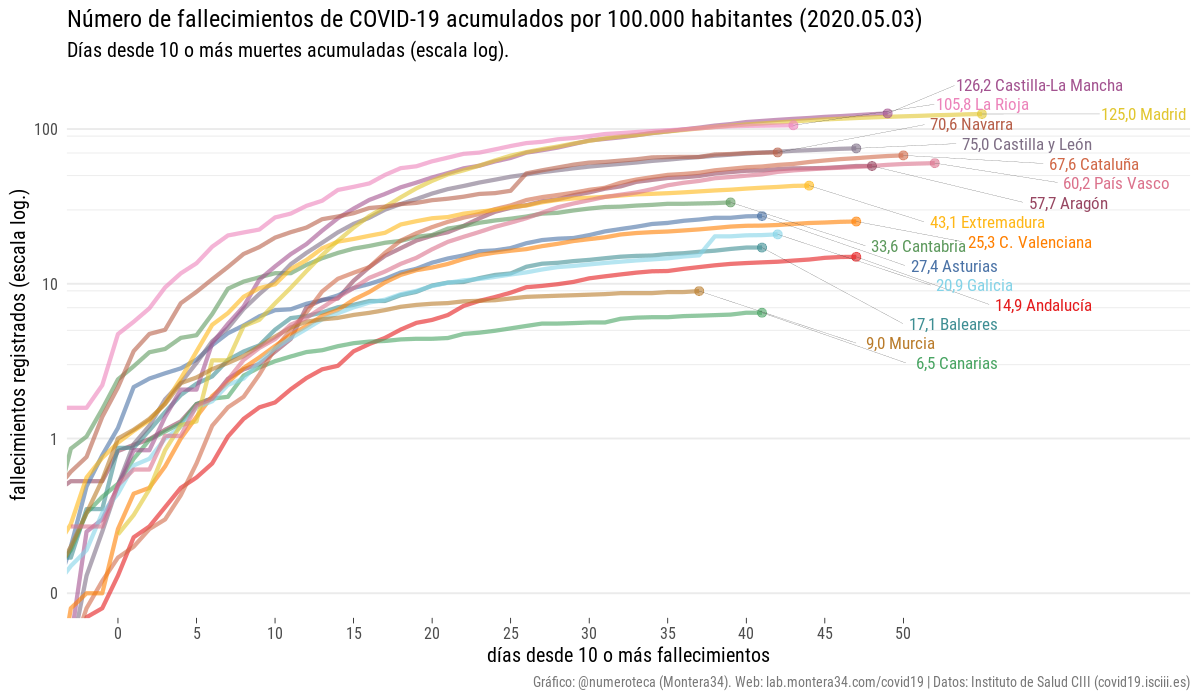 Número de fallecimientos de COVID-19 acumulados por 100.000 habitantes (2020.05.03)
Días desde 10 o más muertes acumuladas (escala log).
126,2 Castilla-La Mancha
105,8 La Rioja
125,0 Madrid
70,6 Navarra
75,0 Castilla y León
67,6 Cataluña
60,2 País Vasco
57,7 Aragón
43,1 Extremadura
33,6 Cantabria
25,3 C. Valenciana
27,4 Asturias
20,9 Galicia
14,9 Andalucía
17,1 Baleares
9,0 Murcia
6,5 Canarias
fallecimientos registrados (escala log.)
100
10
1
0
0 5 10 15 20 25 30 35 40 45 50
días desde 10 o más fallecimientos
Gráfico: @numeroteca (Montera34). Web: lab.montera34.com/covid19 | Datos: Instituto de Salud CIII (covid19.isciii.es)